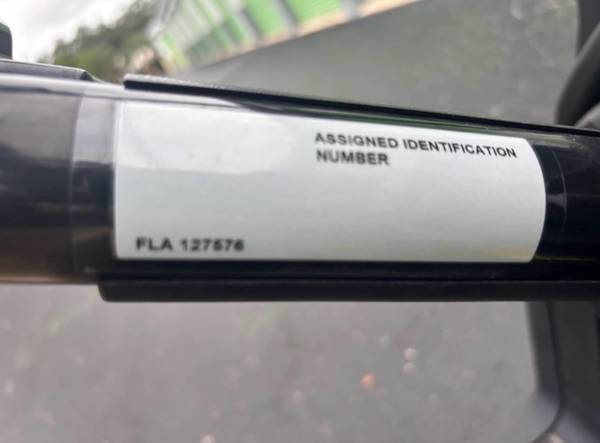 ASSIGNED IDENTIFICATION
NUMBER
FLA 127576